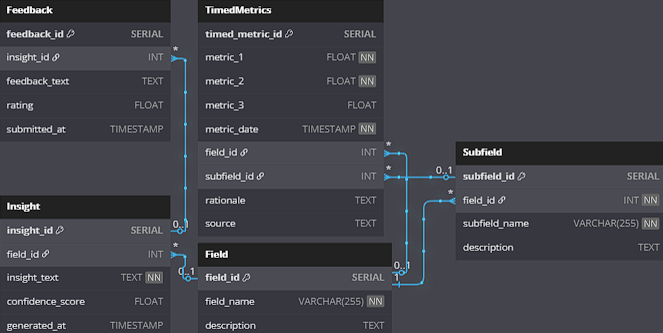 Feedback
feedback_id SERIAL
insight_id INT
feedback_text TEXT
rating FLOAT
submitted_at TIMESTAMP
TimedMetrics
timed_metric_id SERIAL
metric_1 FLOAT NN
metric_2 FLOAT NN
metric_3 FLOAT
metric_date TIMESTAMP NN
field_id INT
subfield_id INT
rationale TEXT
source TEXT
Subfield
subfield_id SERIAL
field_id INT NN
subfield_name VARCHAR(255) NN
description TEXT
Insight
insight_id SERIAL
field_id INT
insight_text TEXT NN
confidence_score FLOAT
generated_at TIMESTAMP
Field
field_id SERIAL
field_name VARCHAR(255) NN
description TEXT
*
0..1
*
0..1
*
*
0..1
*
0..1
1